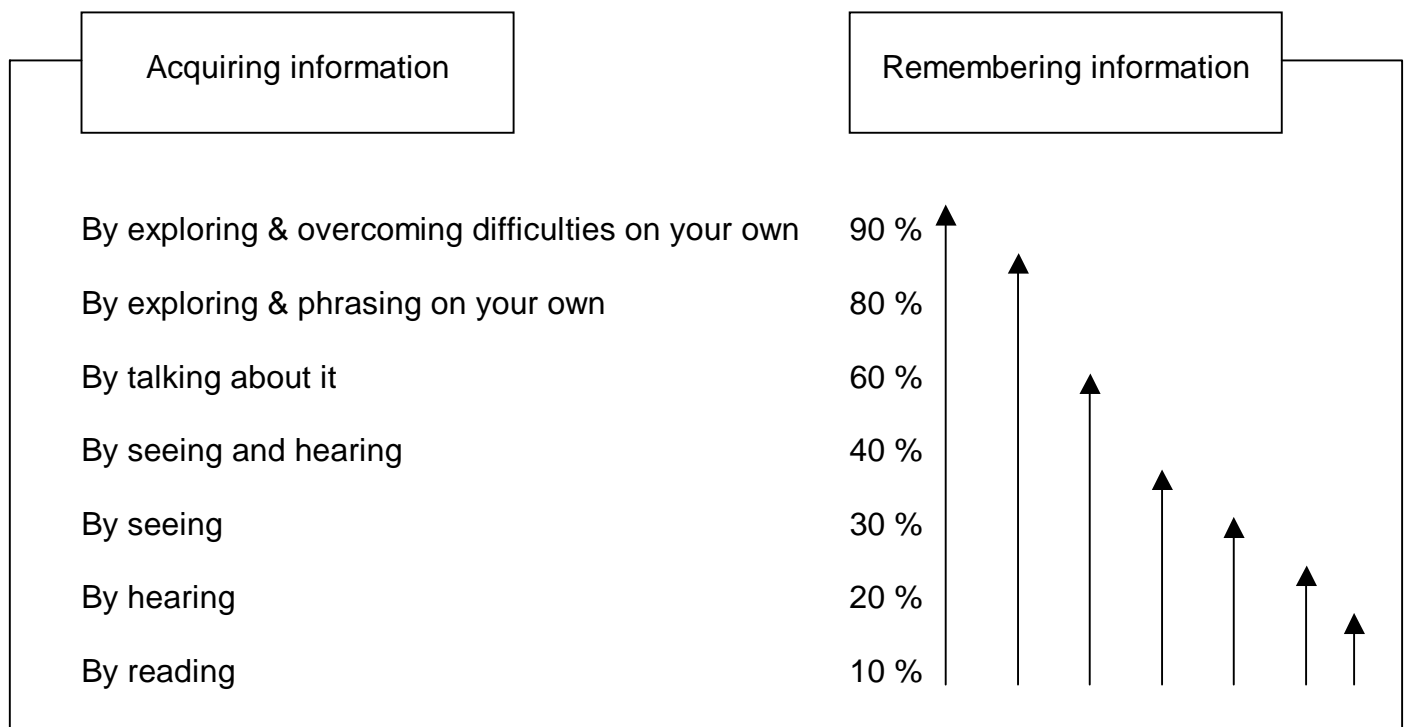 Acquiring information Remembering information
By exploring & overcoming difficulties on your own 90 %
By exploring & phrasing on your own 80 %
By talking about it 60 %
By seeing and hearing 40 %
By seeing 30 %
By hearing 20 %
By reading 10 %